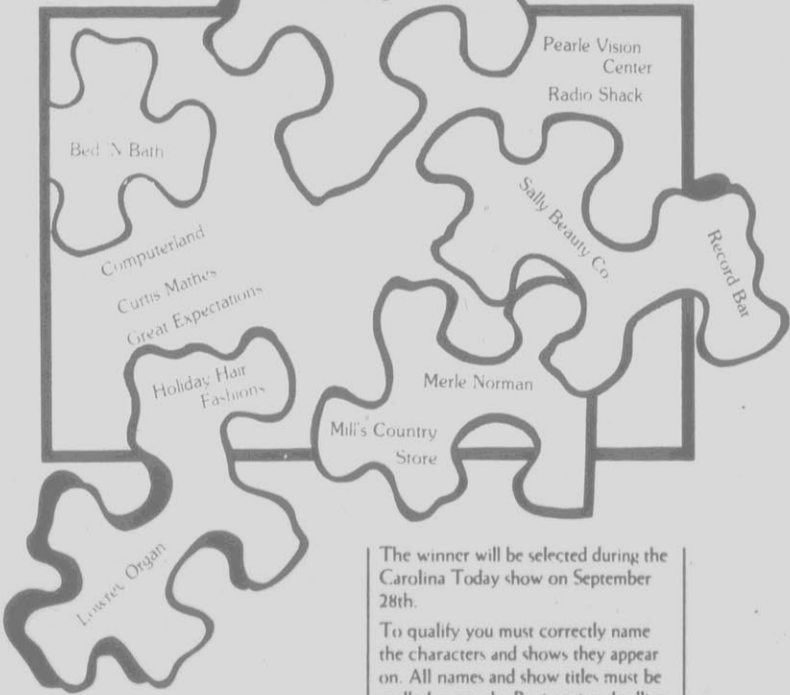 Pearle Vision
Center
Radio Shack
Bed 'N Bath
Sally Beauty Co.
Record Bar
Computerland
Curtis Mathes
Great Expectations
Holiday Hair
Fashions
Merle Norman
Mill's Country
Store
Lowrey Organ
The winner will be selected during the
Carolina Today show on September
28th.
To qualify you must correctly name
the characters and shows they appear
on. All names and show titles must be